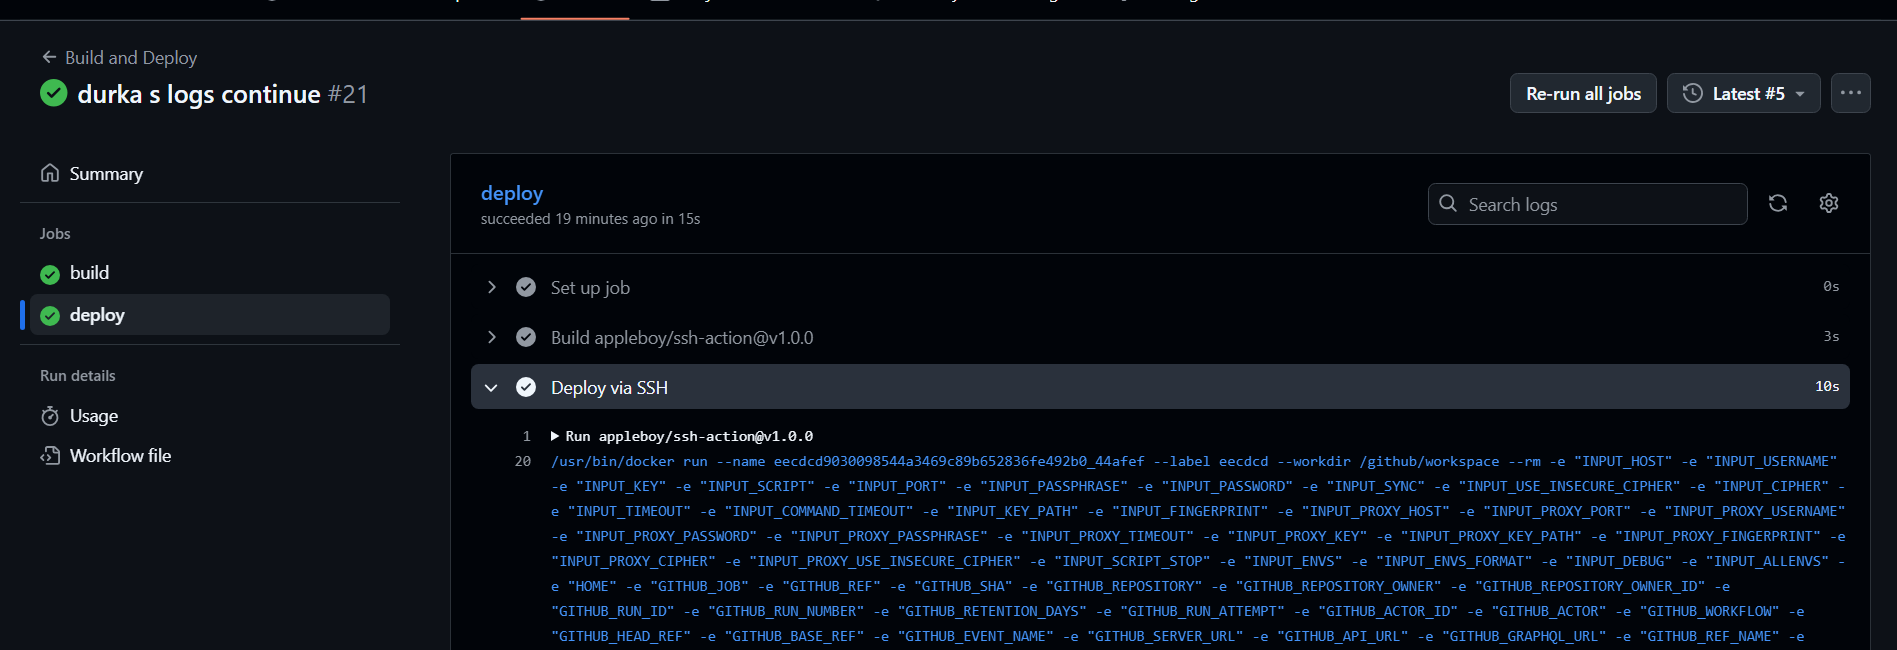 Build and Deploy
durka s logs continue #21
Re-run all jobs
Latest #5
Summary
Jobs
build
deploy
Run details
Usage
Workflow file
deploy
succeeded 19 minutes ago in 15s
Search logs
Set up job
0s
Build appleboy/ssh-action@v1.0.0
3s
Deploy via SSH
10s
1 Run appleboy/ssh-action@v1.0.0
20 /usr/bin/docker run --name eecdcd9030098544a3469c89b652836fe492b0_44afef --label eecdcd --workdir /github/workspace --rm -e "INPUT_HOST" -e "INPUT_USERNAME"
-e "INPUT_KEY" -e "INPUT_SCRIPT" -e "INPUT_PORT" -e "INPUT_PASSPHRASE" -e "INPUT_PASSWORD" -e "INPUT_SYNC" -e "INPUT_USE_INSECURE_CIPHER" -e "INPUT_CIPHER" -
e "INPUT_TIMEOUT" -e "INPUT_COMMAND_TIMEOUT" -e "INPUT_KEY_PATH" -e "INPUT_FINGERPRINT" -e "INPUT_PROXY_HOST" -e "INPUT_PROXY_PORT" -e "INPUT_PROXY_USERNAME"
-e "INPUT_PROXY_PASSWORD" -e "INPUT_PROXY_PASSPHRASE" -e "INPUT_PROXY_TIMEOUT" -e "INPUT_PROXY_KEY" -e "INPUT_PROXY_KEY_PATH" -e "INPUT_PROXY_FINGERPRINT" -e
"INPUT_PROXY_CIPHER" -e "INPUT_PROXY_USE_INSECURE_CIPHER" -e "INPUT_SCRIPT_STOP" -e "INPUT_ENVS" -e "INPUT_ENVS_FORMAT" -e "INPUT_DEBUG" -e "INPUT_ALLENVS" -
e "HOME" -e "GITHUB_JOB" -e "GITHUB_REF" -e "GITHUB_SHA" -e "GITHUB_REPOSITORY" -e "GITHUB_REPOSITORY_OWNER" -e "GITHUB_REPOSITORY_OWNER_ID" -e
"GITHUB_RUN_ID" -e "GITHUB_RUN_NUMBER" -e "GITHUB_RETENTION_DAYS" -e "GITHUB_RUN_ATTEMPT" -e "GITHUB_ACTOR_ID" -e "GITHUB_ACTOR" -e "GITHUB_WORKFLOW" -e
"GITHUB_HEAD_REF" -e "GITHUB_BASE_REF" -e "GITHUB_EVENT_NAME" -e "GITHUB_SERVER_URL" -e "GITHUB_API_URL" -e "GITHUB_GRAPHQL_URL" -e "GITHUB_REF_NAME" -e